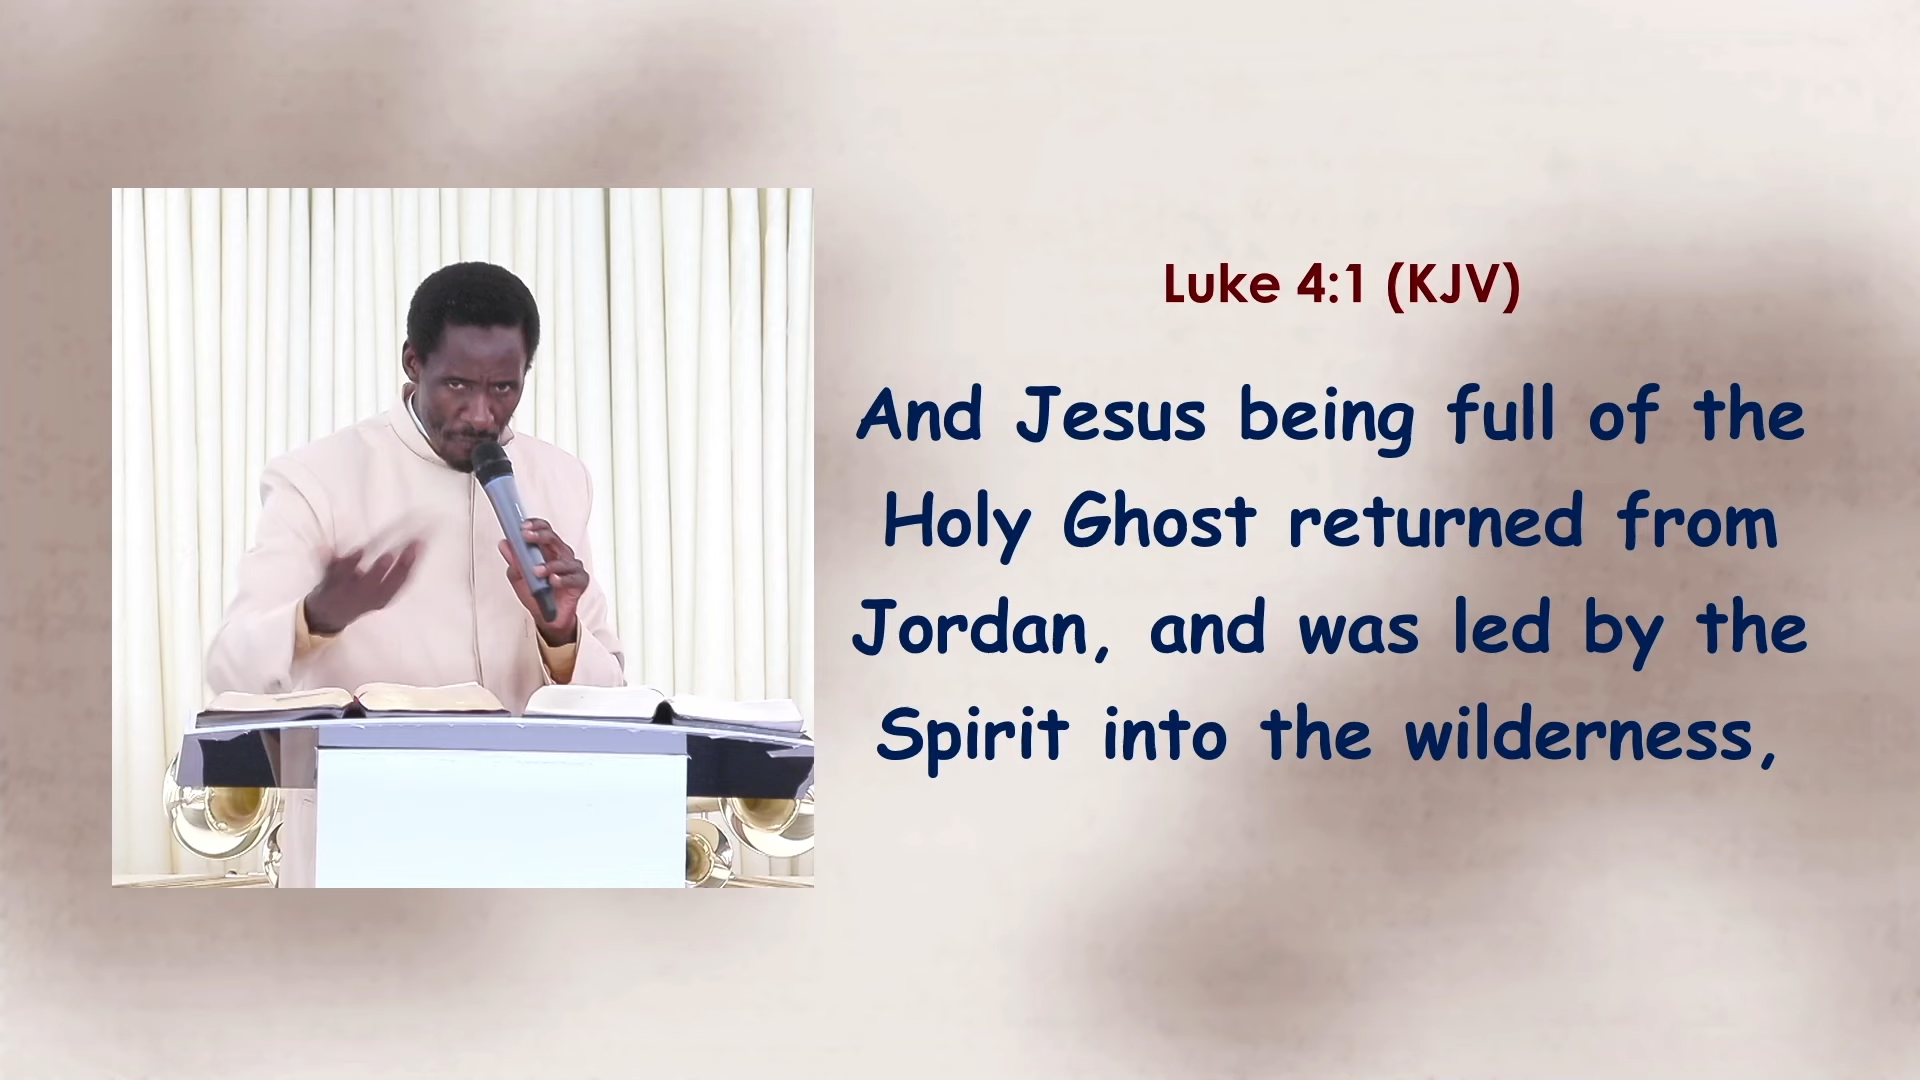 Luke 4:1 (KJV)
And Jesus being full of the
Holy Ghost returned from
Jordan, and was led by the
Spirit into the wilderness,